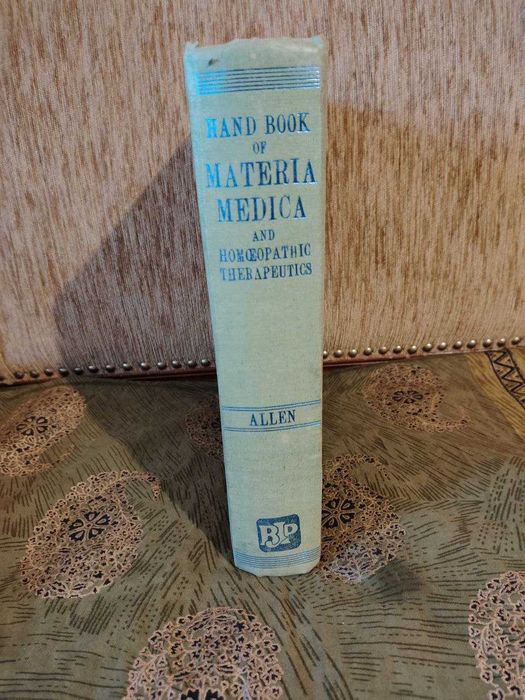 HAND BOOK
OF
MATERIA
MEDICA
AND
HOMŒOPATHIC
THERAPEUTICS
ALLEN
BJP